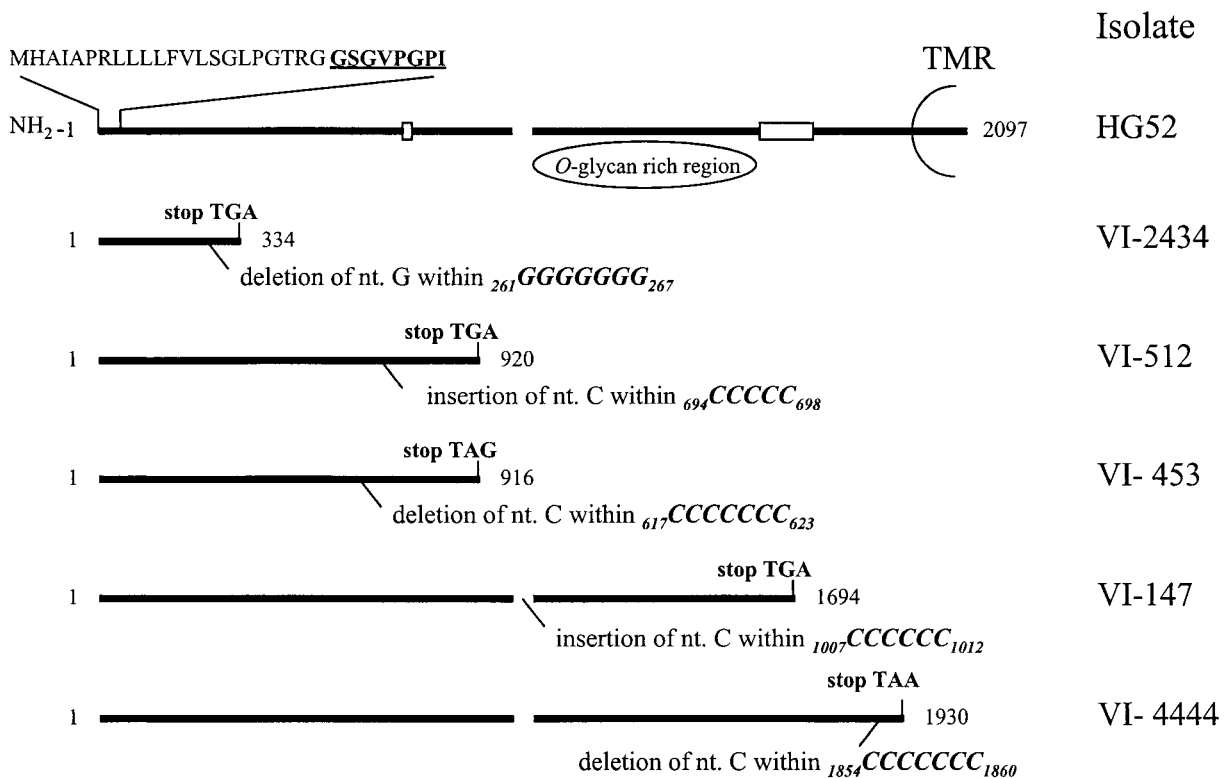 Isolate
MHAIAPRLLLLFVLSGLPGTRG GSGVPGPI
TMR
NH2-1
2097
HG52
O-glycan rich region
stop TGA
1
334
VI-2434
deletion of nt. G within 261GGGGGGG267
stop TGA
1
920
VI-512
insertion of nt. C within 694CCCCC698
stop TAG
1
916
VI- 453
deletion of nt. C within 617CCCCCCC623
stop TGA
1
1694
VI-147
insertion of nt. C within 1007CCCCCC1012
stop TAA
1
1930
VI- 4444
deletion of nt. C within 1854CCCCCCC1860